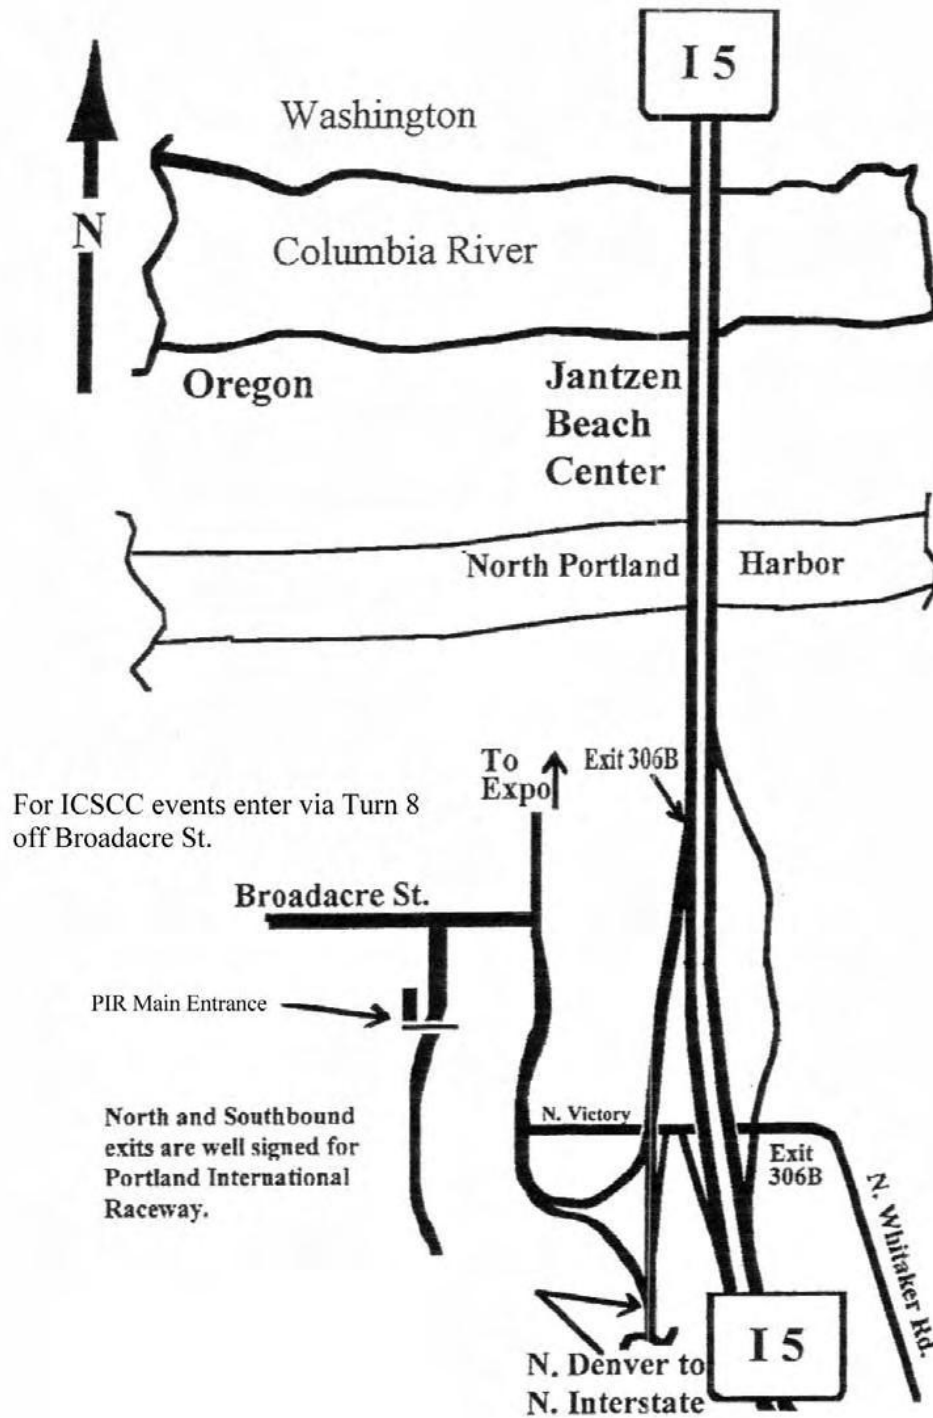 I 5
Washington
N
Columbia River
Oregon
Jantzen
Beach
Center
North Portland Harbor
To
Expo
Exit 306B
For ICSCC events enter via Turn 8
off Broadacre St.
Broadacre St.
PIR Main Entrance
North and Southbound
exits are well signed for
Portland International
Raceway.
N. Victory
Exit
306B
N. Whitaker Rd.
I 5
N. Denver to
N. Interstate